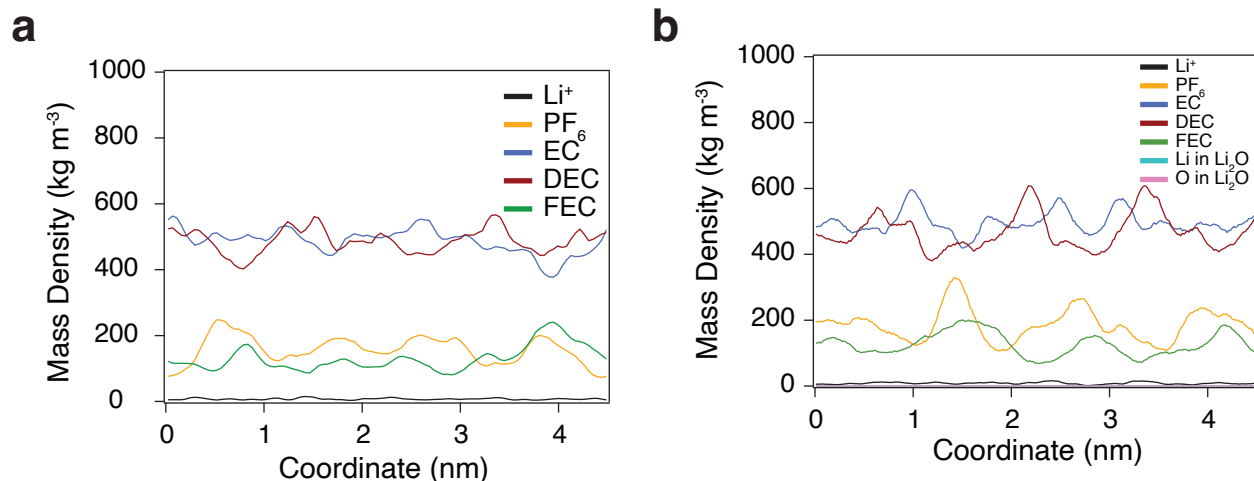 a
1000
800
600
400
200
0
Mass Density (kg m⁻³)
Li⁺
PF₆
EC
DEC
FEC
0 1 2 3 4
Coordinate (nm)
b
1000
800
600
400
200
0
Mass Density (kg m⁻³)
Li⁺
PF₆
EC
DEC
FEC
Li in Li₂O
O in Li₂O
0 1 2 3 4
Coordinate (nm)